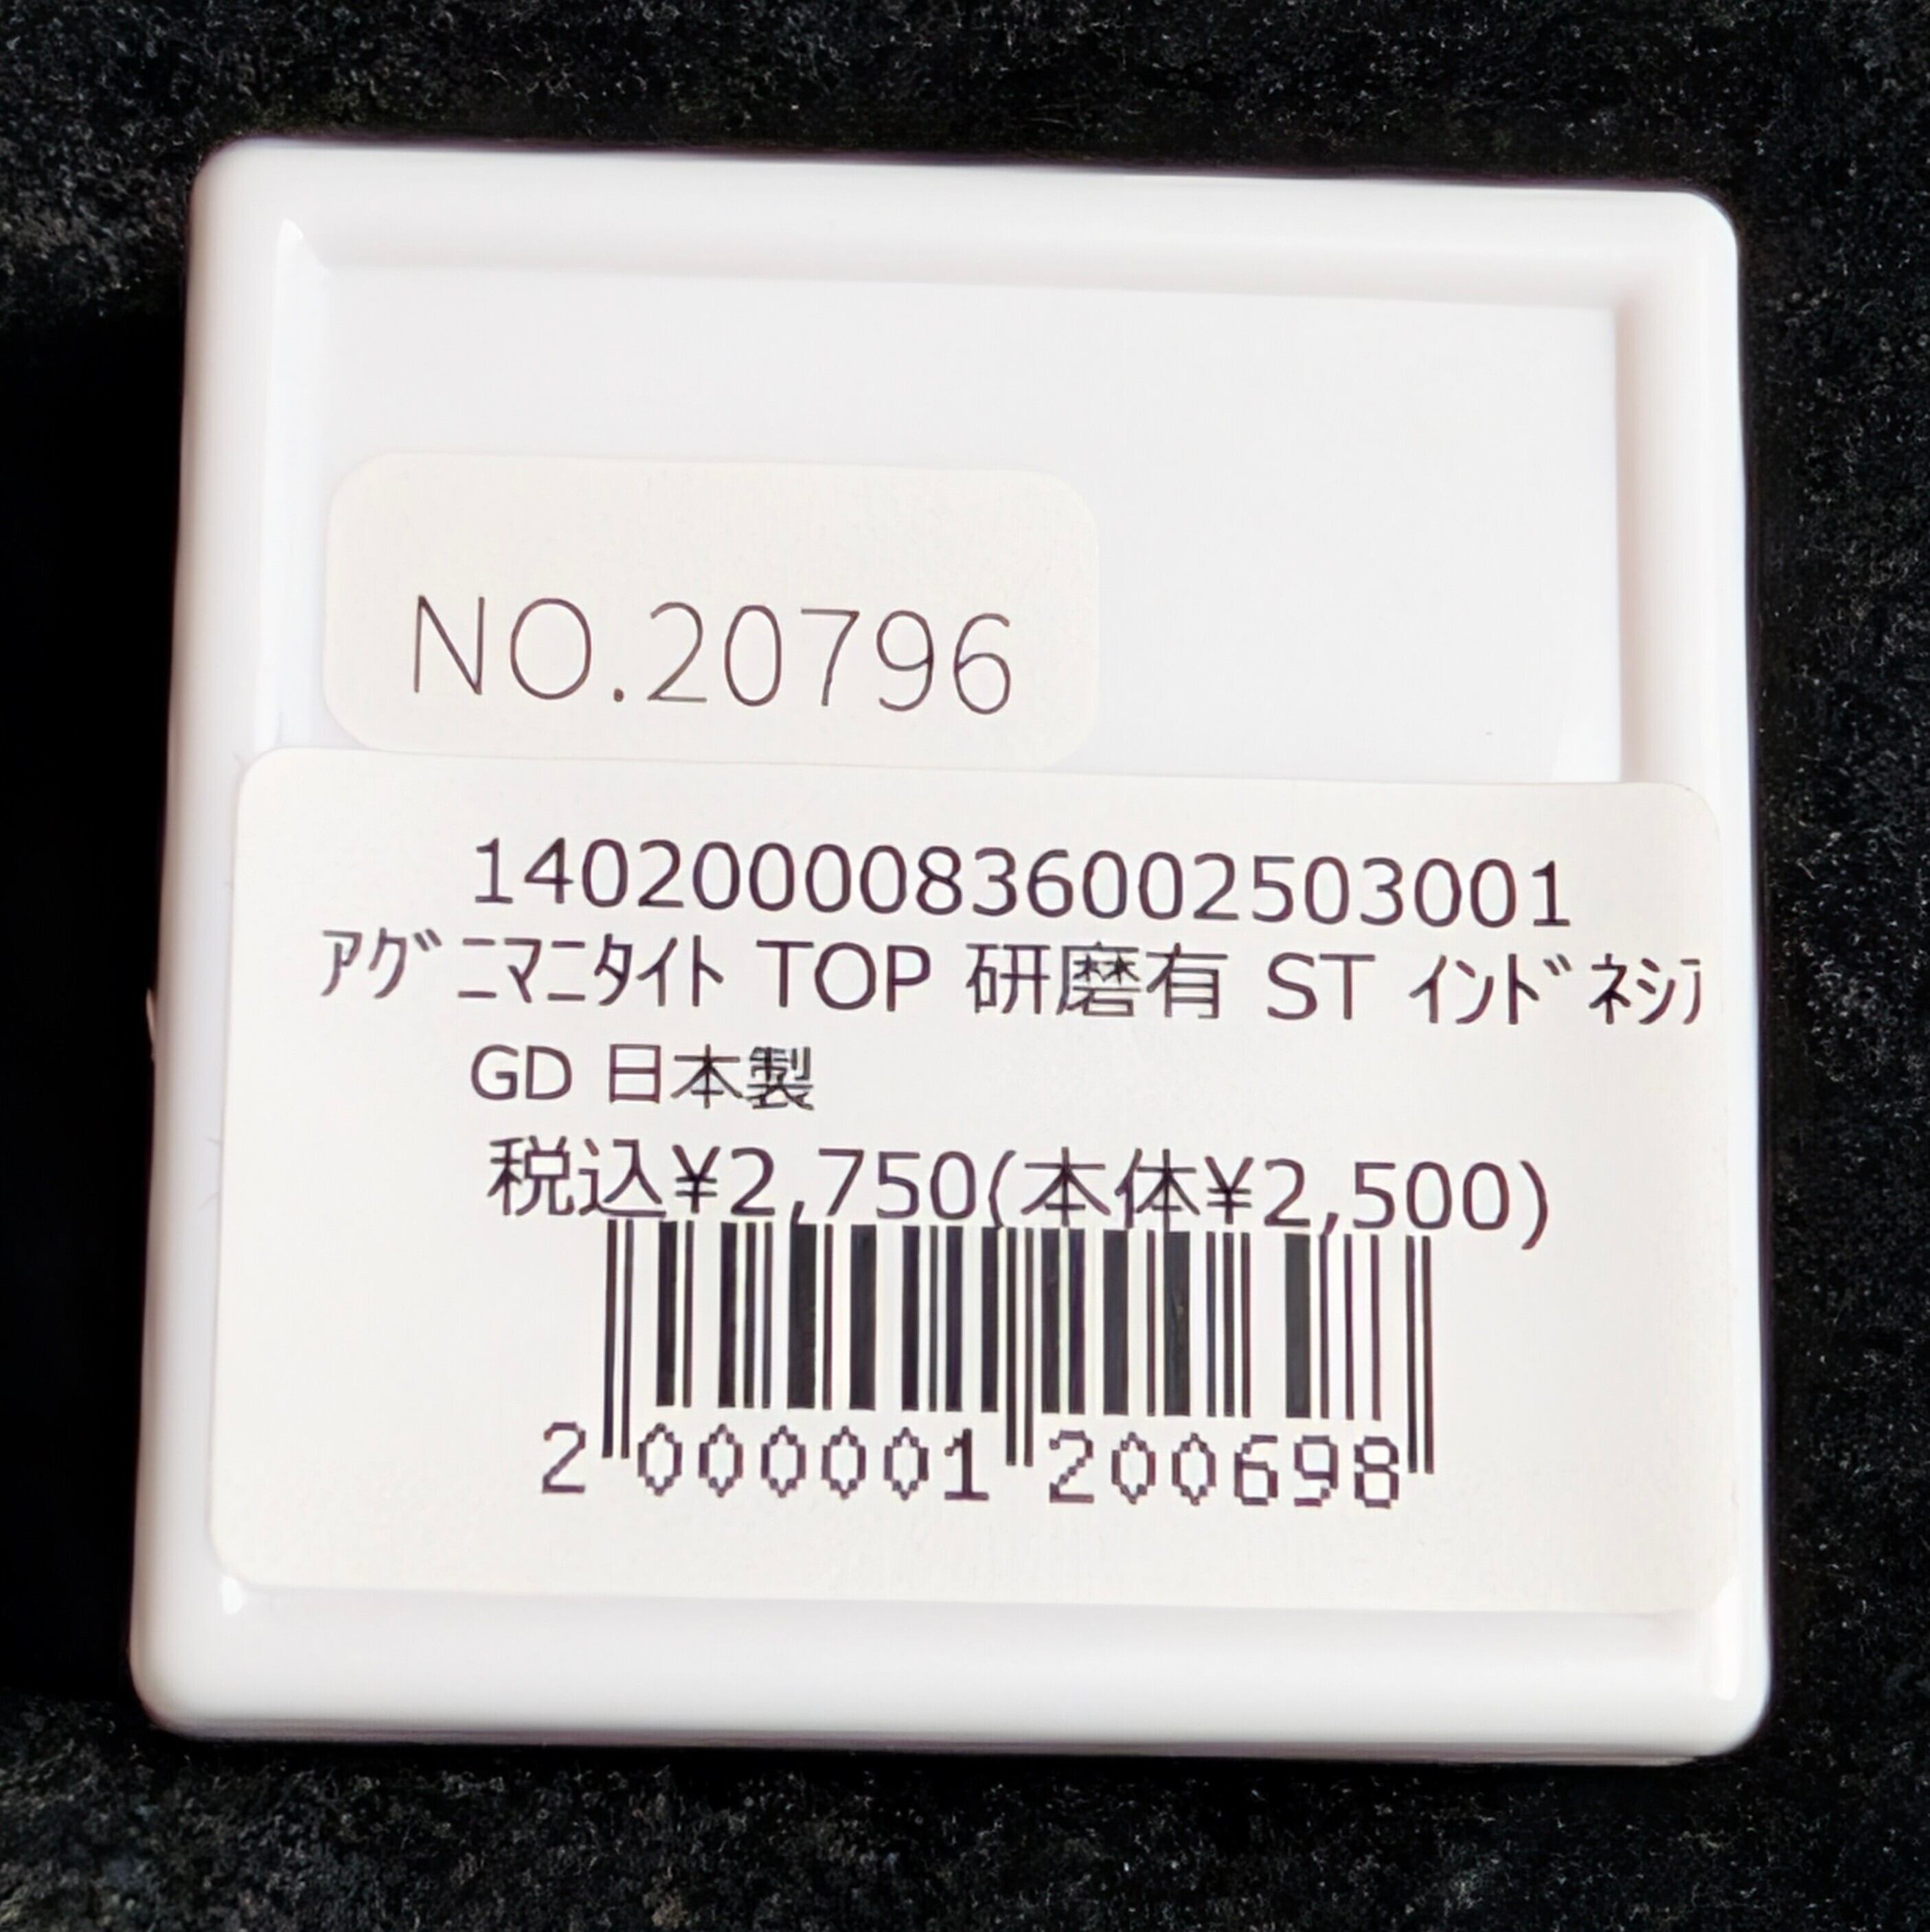 NO.20796
14020000836002503001
ｱｸﾞﾆﾏﾆﾀｲﾄ TOP 研磨有 ST ｲﾝﾄﾞﾈｼｱ
GD 日本製
税込¥2,750(本体¥2,500)
2 000001 200698